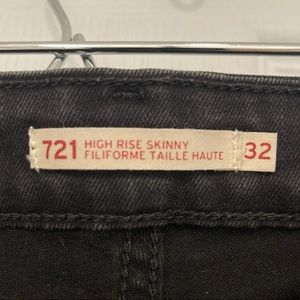 721 HIGH RISE SKINNY
FILIFORME TAILLE HAUTE
32